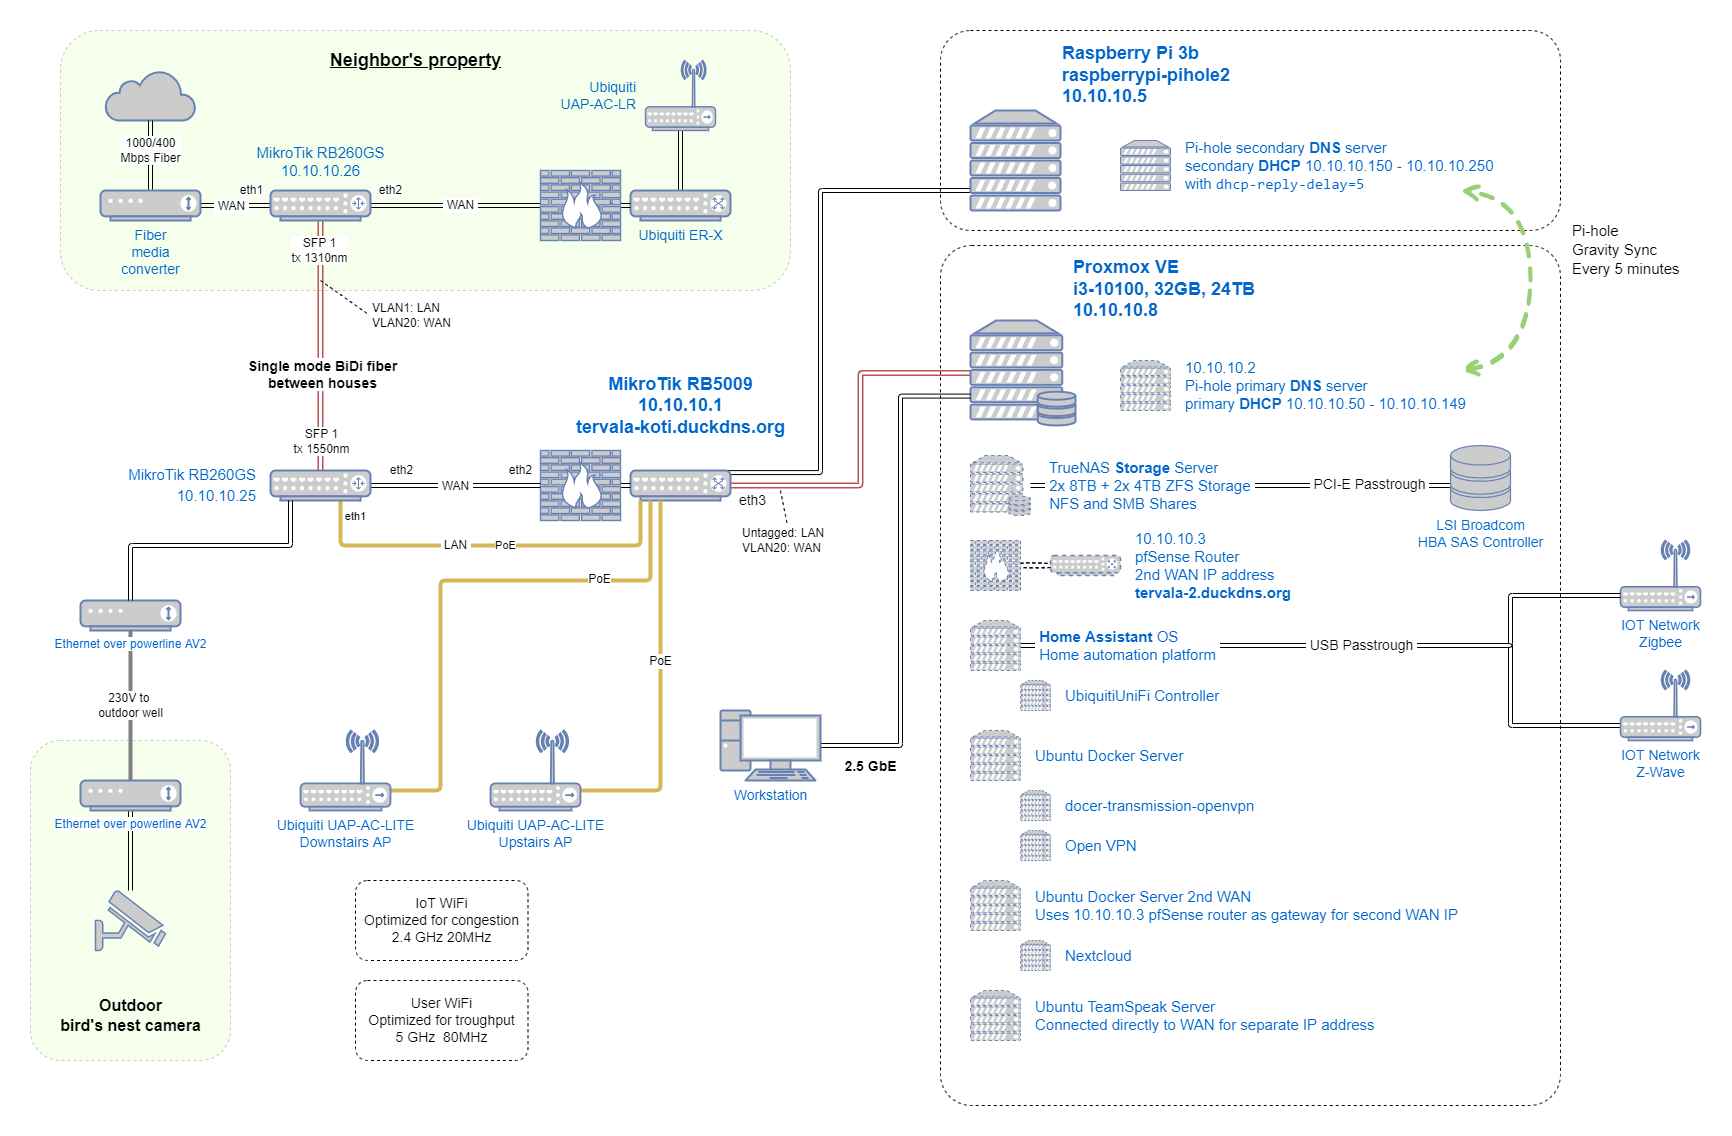 Neighbor's property
1000/400
Mbps Fiber
MikroTik RB260GS
10.10.10.26
Ubiquiti
UAP-AC-LR
eth1
WAN
eth2
WAN
Fiber
media
converter
SFP 1
tx 1310nm
Ubiquiti ER-X
VLAN1: LAN
VLAN20: WAN
Single mode BiDi fiber
between houses
SFP 1
tx 1550nm
MikroTik RB260GS
10.10.10.25
eth2
WAN
eth2
eth1
LAN
PoE
MikroTik RB5009
10.10.10.1
tervala-koti.duckdns.org
eth3
Untagged: LAN
VLAN20: WAN
PoE
PoE
Ethernet over powerline AV2
230V to
outdoor well
Ethernet over powerline AV2
Outdoor
bird's nest camera
Ubiquiti UAP-AC-LITE
Downstairs AP
Ubiquiti UAP-AC-LITE
Upstairs AP
IoT WiFi
Optimized for congestion
2.4 GHz 20MHz
User WiFi
Optimized for troughput
5 GHz  80MHz
Workstation
2.5 GbE
Raspberry Pi 3b
raspberrypi-pihole2
10.10.10.5
Pi-hole secondary DNS server
secondary DHCP 10.10.10.150 - 10.10.10.250
with dhcp-reply-delay=5
Pi-hole
Gravity Sync
Every 5 minutes
Proxmox VE
i3-10100, 32GB, 24TB
10.10.10.8
10.10.10.2
Pi-hole primary DNS server
primary DHCP 10.10.10.50 - 10.10.10.149
TrueNAS Storage Server
2x 8TB + 2x 4TB ZFS Storage
NFS and SMB Shares
PCI-E Passtrough
LSI Broadcom
HBA SAS Controller
10.10.10.3
pfSense Router
2nd WAN IP address
tervala-2.duckdns.org
Home Assistant OS
Home automation platform
USB Passtrough
IOT Network
Zigbee
IOT Network
Z-Wave
UbiquitiUniFi Controller
Ubuntu Docker Server
docer-transmission-openvpn
Open VPN
Ubuntu Docker Server 2nd WAN
Uses 10.10.10.3 pfSense router as gateway for second WAN IP
Nextcloud
Ubuntu TeamSpeak Server
Connected directly to WAN for separate IP address